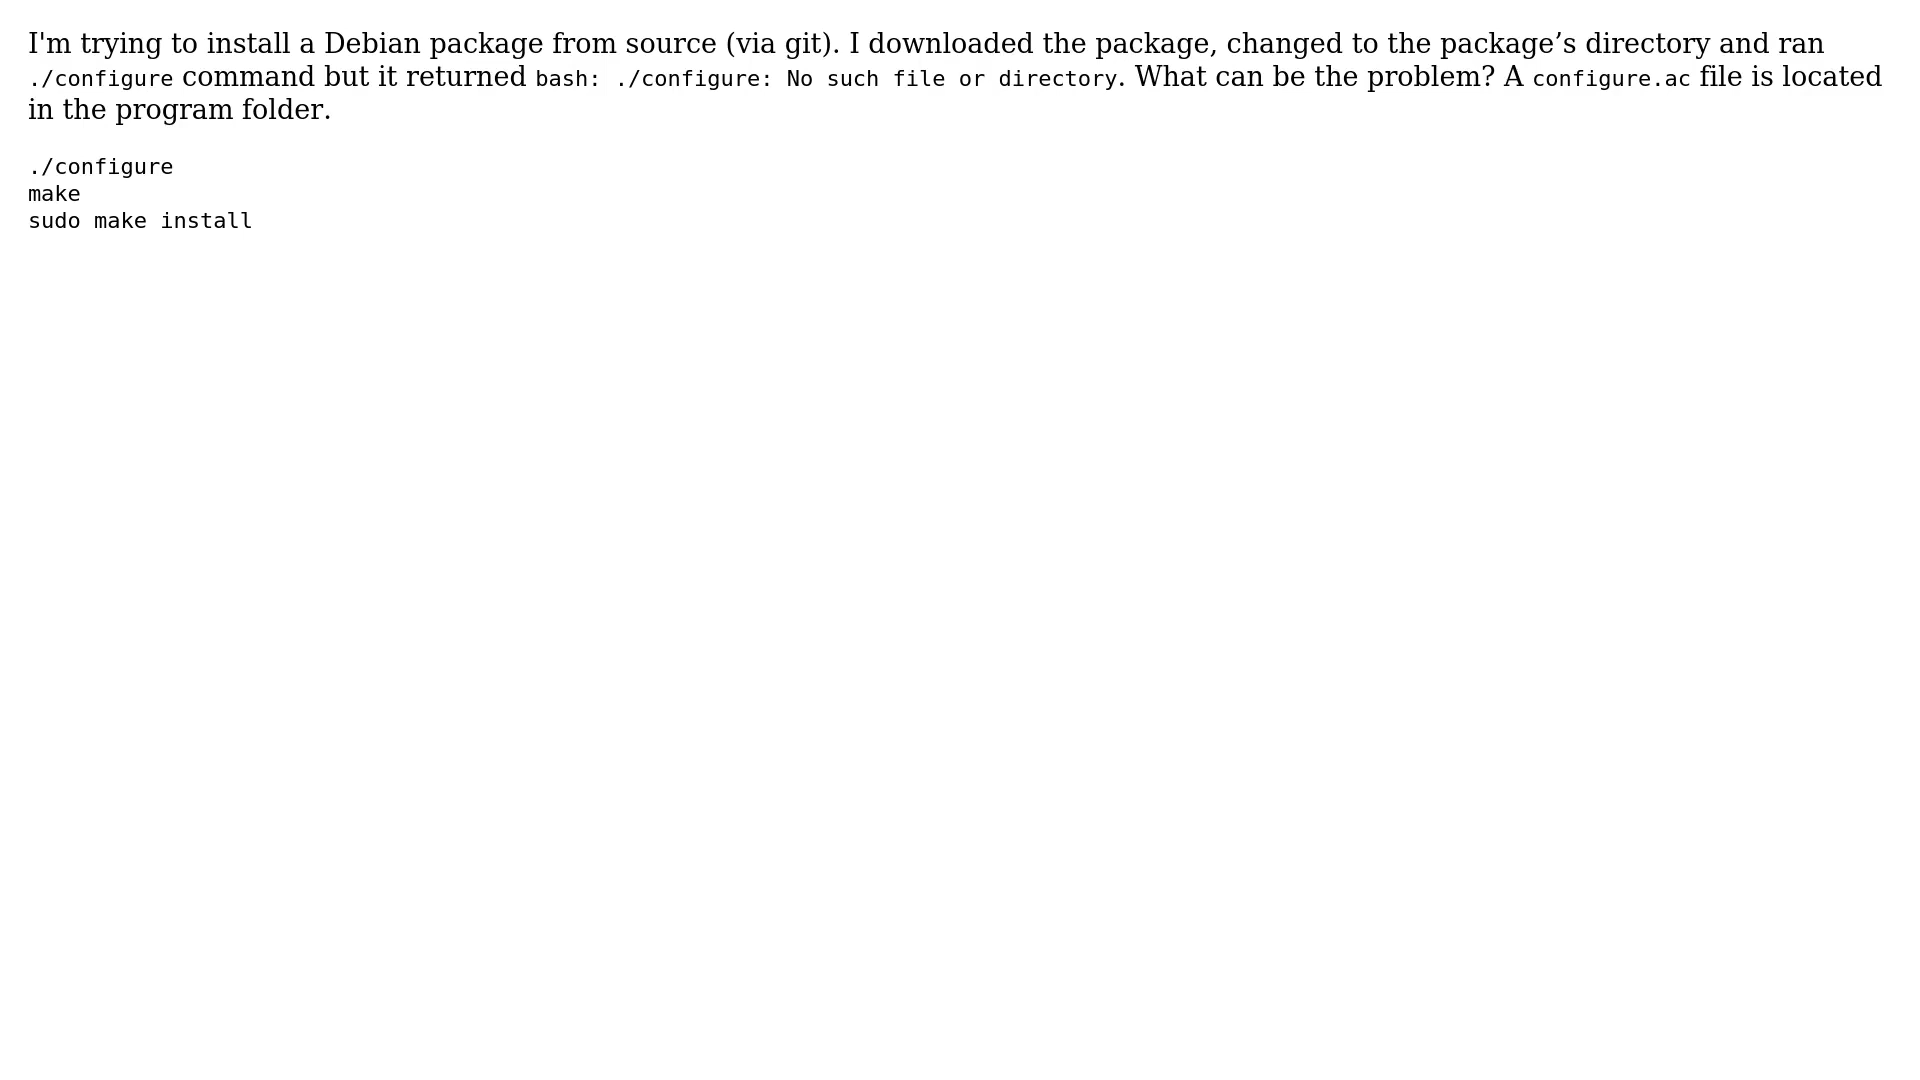 I'm trying to install a Debian package from source (via git). I downloaded the package, changed to the package’s directory and ran
./configure command but it returned bash: ./configure: No such file or directory. What can be the problem? A configure.ac file is located
in the program folder.
./configure
make
sudo make install